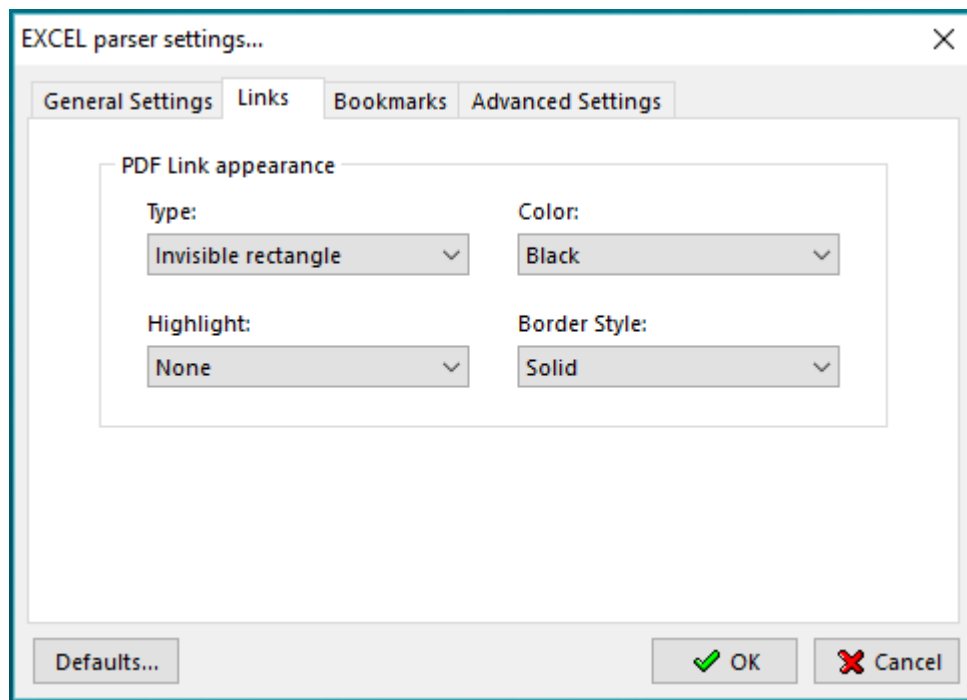 EXCEL parser settings...
General Settings Links Bookmarks Advanced Settings
PDF Link appearance
Type: Color:
Invisible rectangle Black
Highlight: Border Style:
None Solid
Defaults... OK Cancel